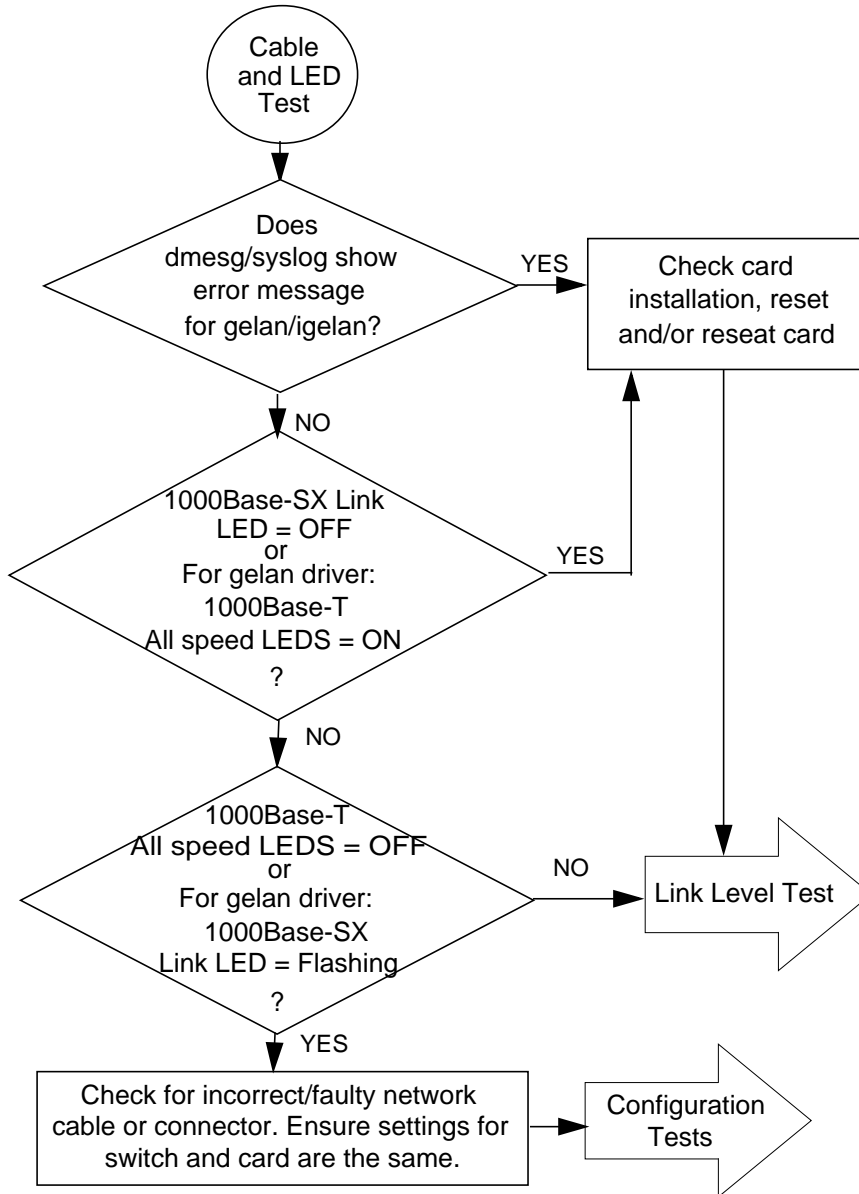 Cable
and LED
Test
Does
dmesg/syslog show
error message
for gelan/igelan?
YES
Check card
installation, reset
and/or reseat card
NO
1000Base-SX Link
LED = OFF
or
For gelan driver:
1000Base-T
All speed LEDS = ON
?
YES
NO
1000Base-T
All speed LEDS = OFF
or
For gelan driver:
1000Base-SX
Link LED = Flashing
?
NO
Link Level Test
YES
Check for incorrect/faulty network
cable or connector. Ensure settings for
switch and card are the same.
Configuration
Tests